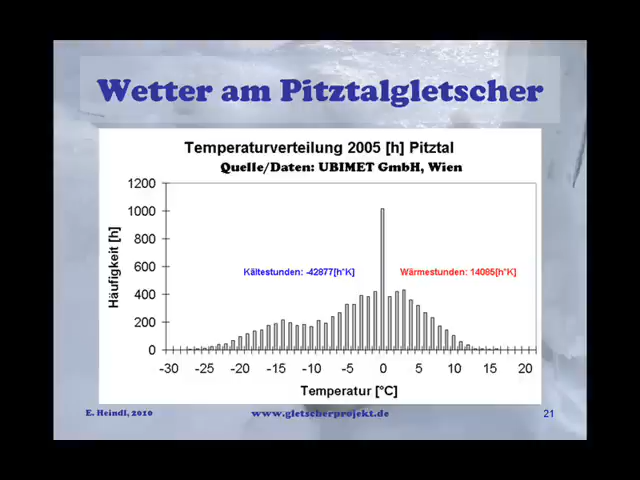 Wetter am Pitztalgletscher
Temperaturverteilung 2005 [h] Pitztal
Quelle/Daten: UBIMET GmbH, Wien
1200
1000
800
600
400
200
0
Häufigkeit [h]
Kältestunden: -42877[h*K]
Wärmestunden: 14085[h*K]
-30 -25 -20 -15 -10 -5 0 5 10 15 20
Temperatur [°C]
E. Heindl, 2010
www.gletscherprojekt.de
21